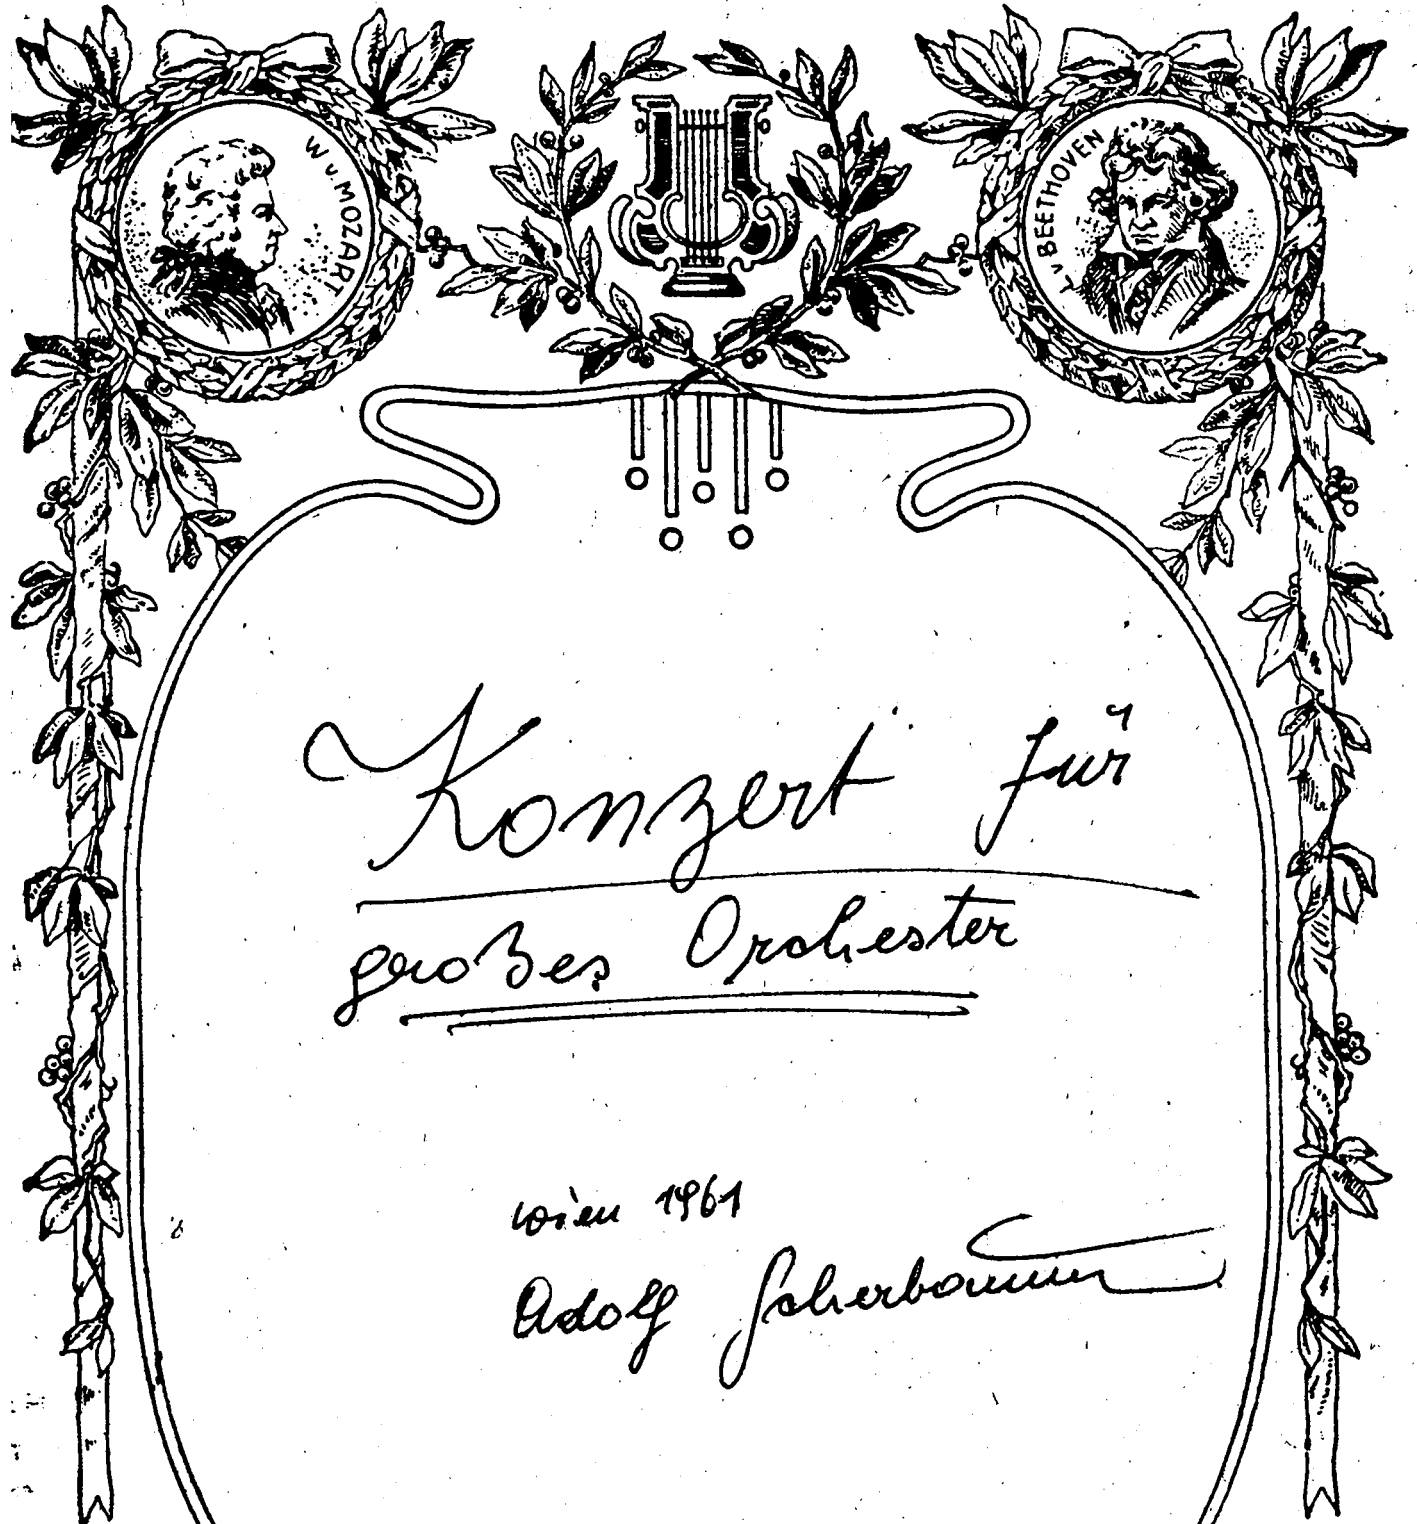 W.v.MOZART
L.v.BEETHOVEN
Konzert für
großes Orchester
Wien 1961
Adolf Scherbaum